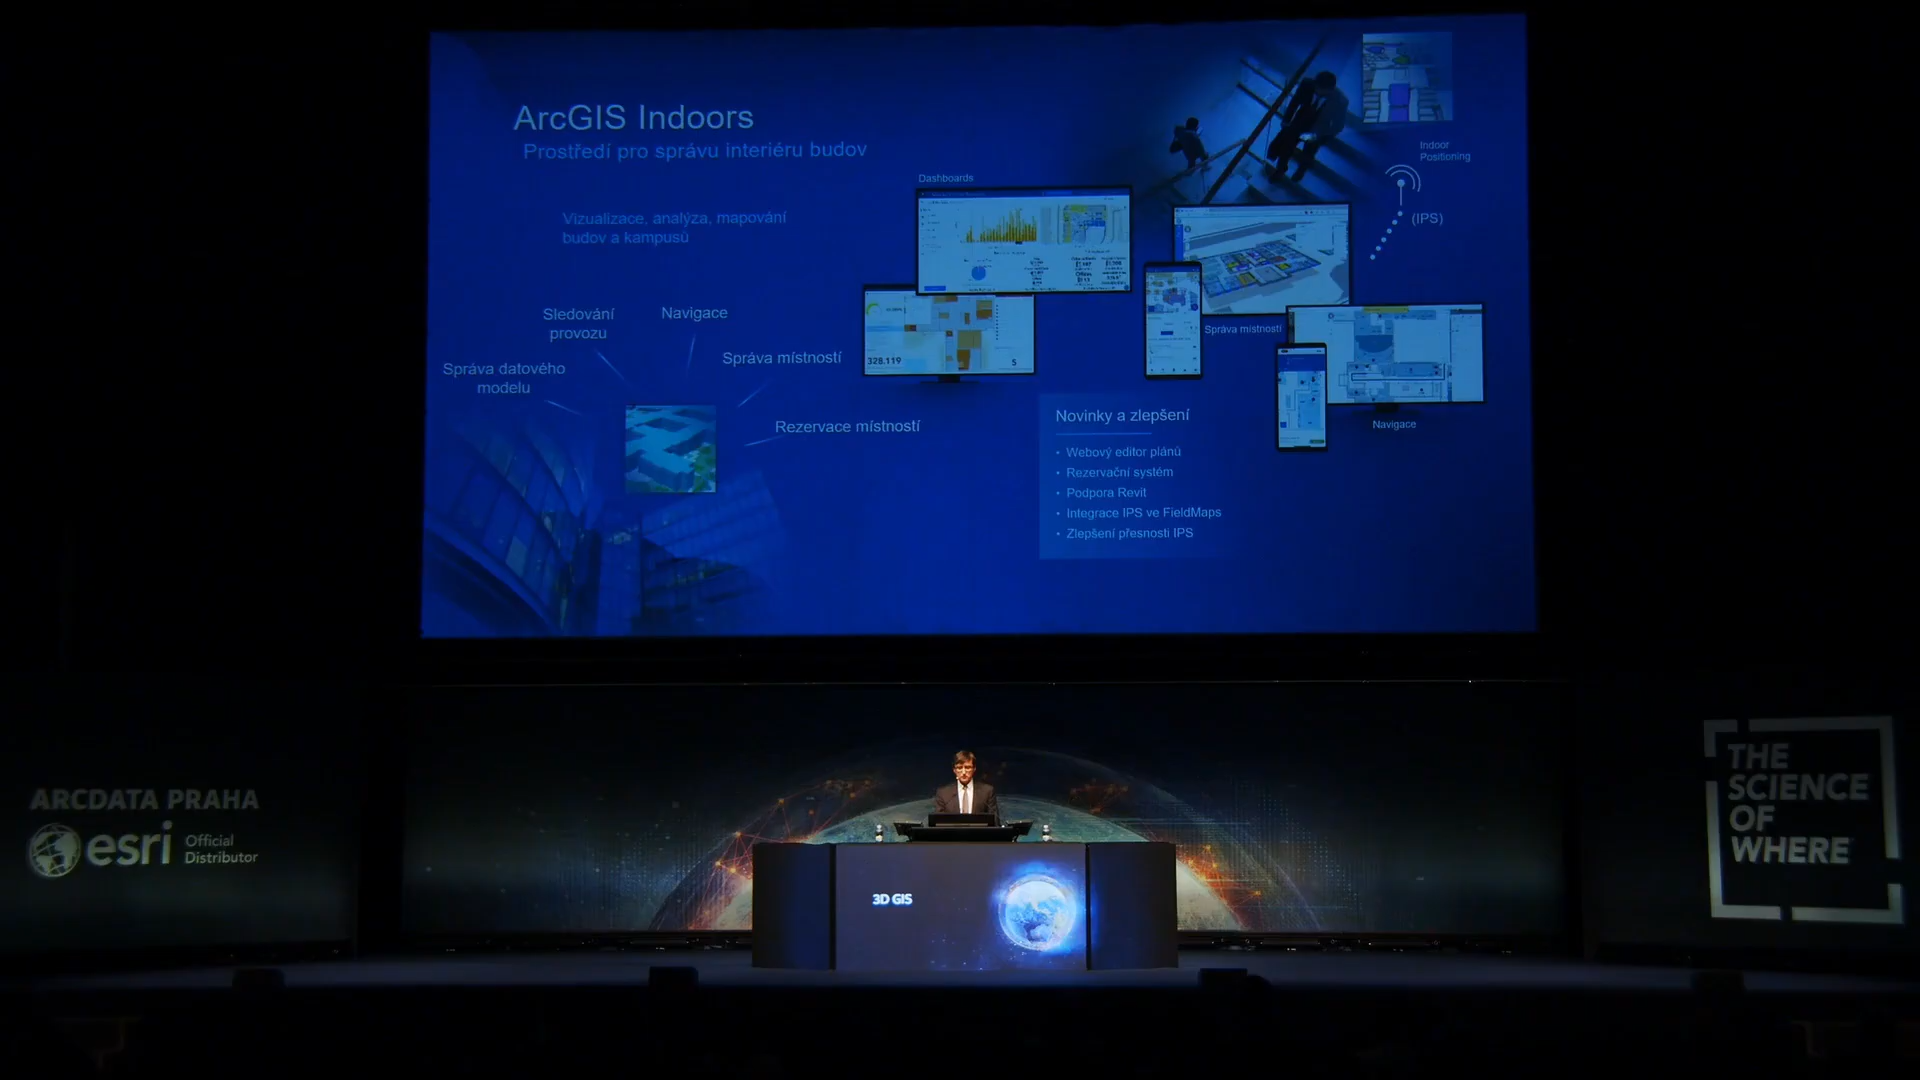 ArcGIS Indoors
Prostředí pro správu interiéru budov
Vizualizace, analýza, mapování
budov a kampusů
Sledování
provozu
Navigace
Správa datového
modelu
Správa místností
Rezervace místností
Dashboards
328.119
5
Správa místností
Indoor
Positioning
(IPS)
Navigace
Novinky a zlepšení
• Webový editor plánů
• Rezervační systém
• Podpora Revit
• Integrace IPS ve FieldMaps
• Zlepšení přesnosti IPS
ARCDATA PRAHA
esri Official
Distributor
3D GIS
THE
SCIENCE
OF
WHERE